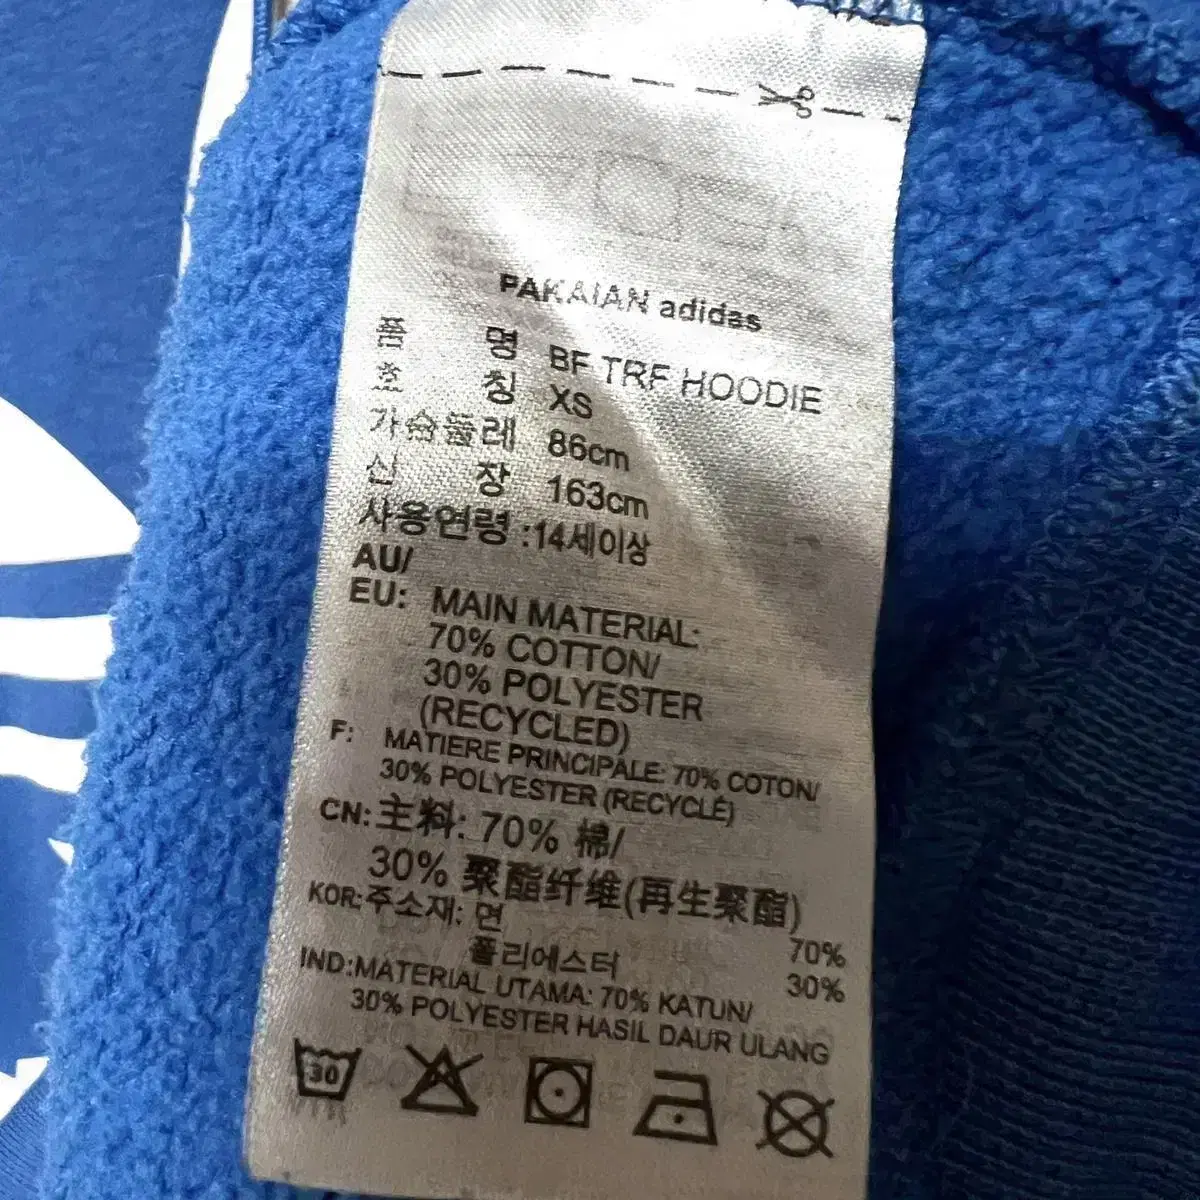 PAKAIAN adidas
품 명 BF TRF HOODIE
호 칭 XS
가슴둘레 86cm
신 장 163cm
사용연령 :14세이상
AU/
EU: MAIN MATERIAL:
70% COTTON/
30% POLYESTER
(RECYCLED)
F: MATIERE PRINCIPALE: 70% COTON/
30% POLYESTER (RECYCLÉ)
CN: 主料: 70% 棉/
30% 聚酯纤维(再生聚酯)
KOR: 주소재: 면 70%
폴리에스터 30%
IND:MATERIAL UTAMA: 70% KATUN/
30% POLYESTER HASIL DAUR ULANG
30